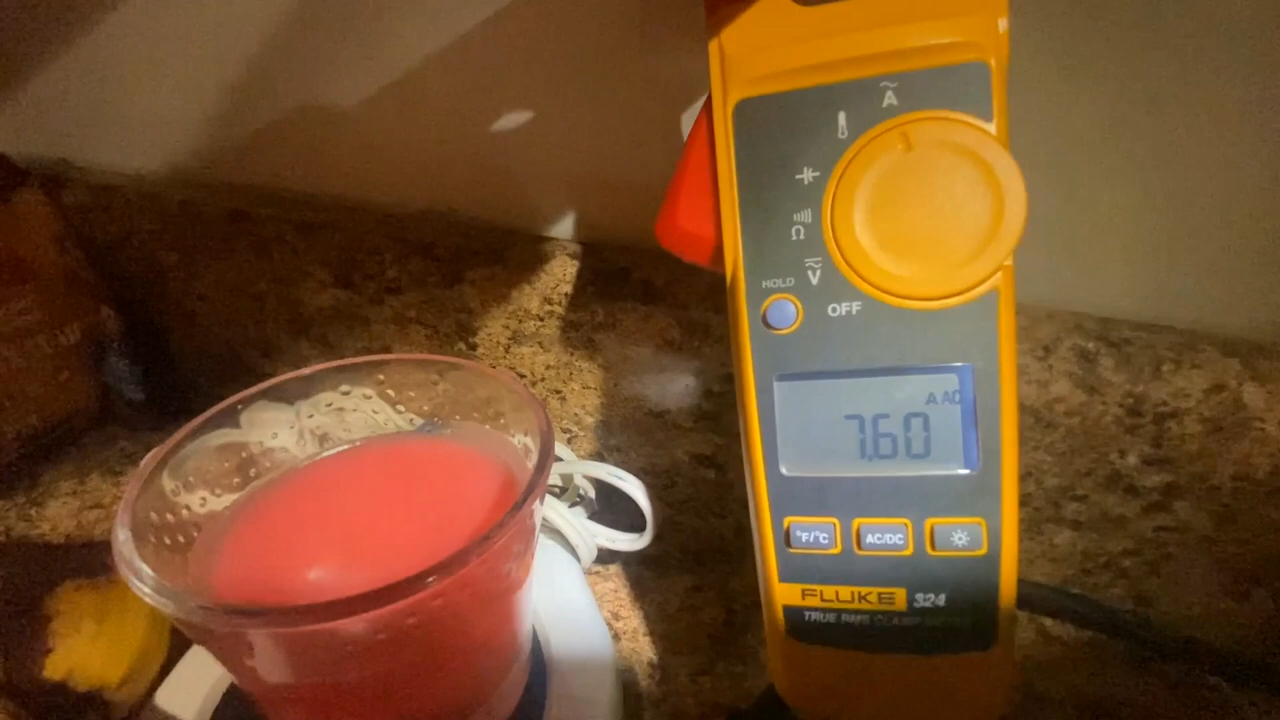 Ã
Ω
Ṽ
HOLD
OFF
A AC
7.60
°F/°C
AC/DC
FLUKE 324
TRUE RMS CLAMP METER